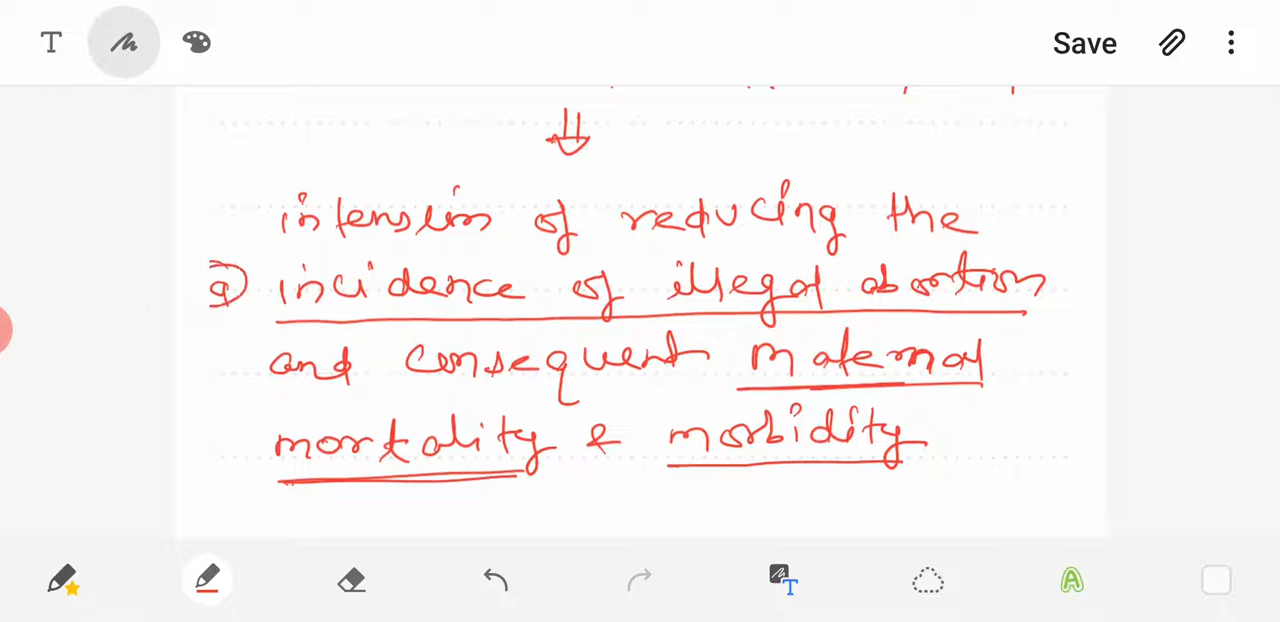 T
Save
intension of reducing the
a) incidence of illegal abortion
and consequent maternal
mortality & morbidity
T
A